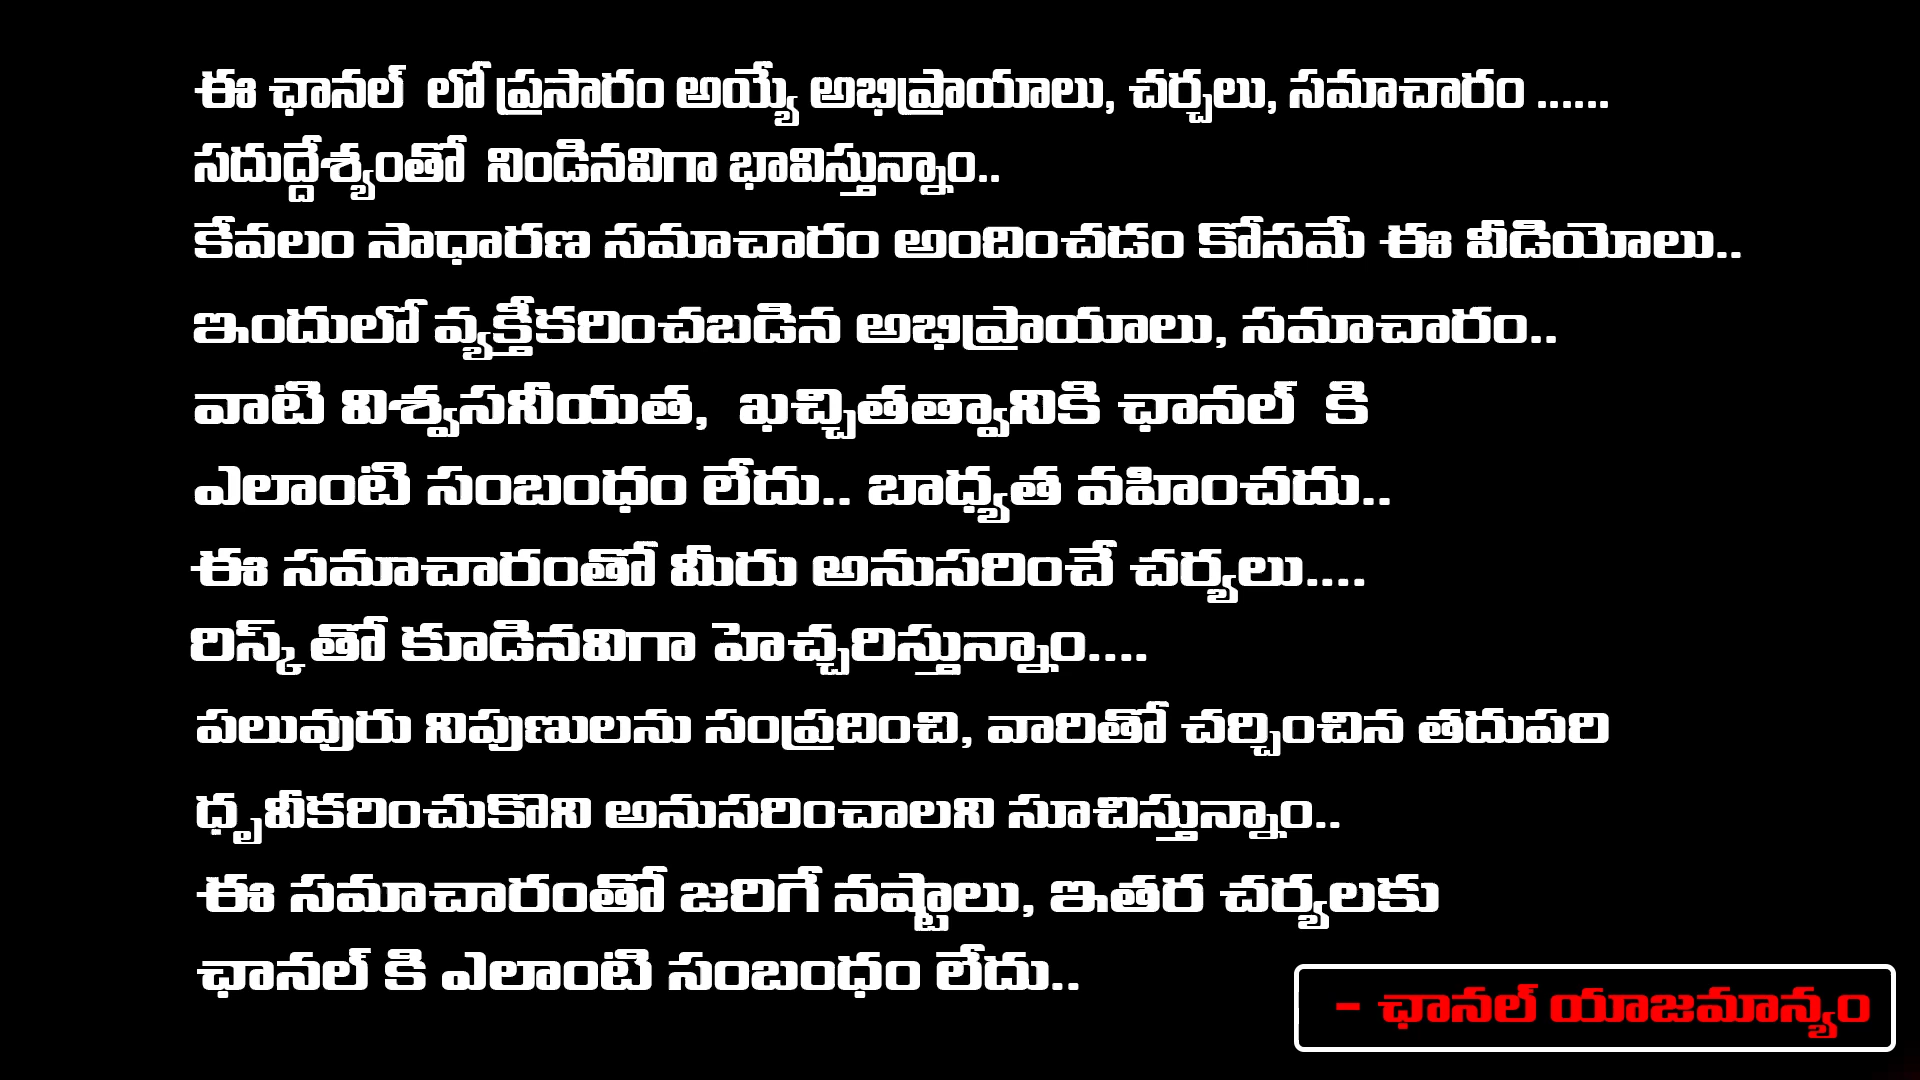 ఈ ఛానల్ లో ప్రసారం అయ్యే అభిప్రాయాలు, చర్చలు, సమాచారం ......
సదుద్దేశ్యంతో నిండినవిగా భావిస్తున్నాం..
కేవలం సాధారణ సమాచారం అందించడం కోసమే ఈ వీడియోలు..
ఇందులో వ్యక్తీకరించబడిన అభిప్రాయాలు, సమాచారం..
వాటి విశ్వసనీయత, ఖచ్చితత్వానికి ఛానల్ కి
ఎలాంటి సంబంధం లేదు.. బాధ్యత వహించదు..
ఈ సమాచారంతో మీరు అనుసరించే చర్యలు....
రిస్క్ తో కూడినవిగా హెచ్చరిస్తున్నాం....
పలువురు నిపుణులను సంప్రదించి, వారితో చర్చించిన తదుపరి
ధృవీకరించుకొని అనుసరించాలని సూచిస్తున్నాం..
ఈ సమాచారంతో జరిగే నష్టాలు, ఇతర చర్యలకు
ఛానల్ కి ఎలాంటి సంబంధం లేదు..
- ఛానల్ యాజమాన్యం